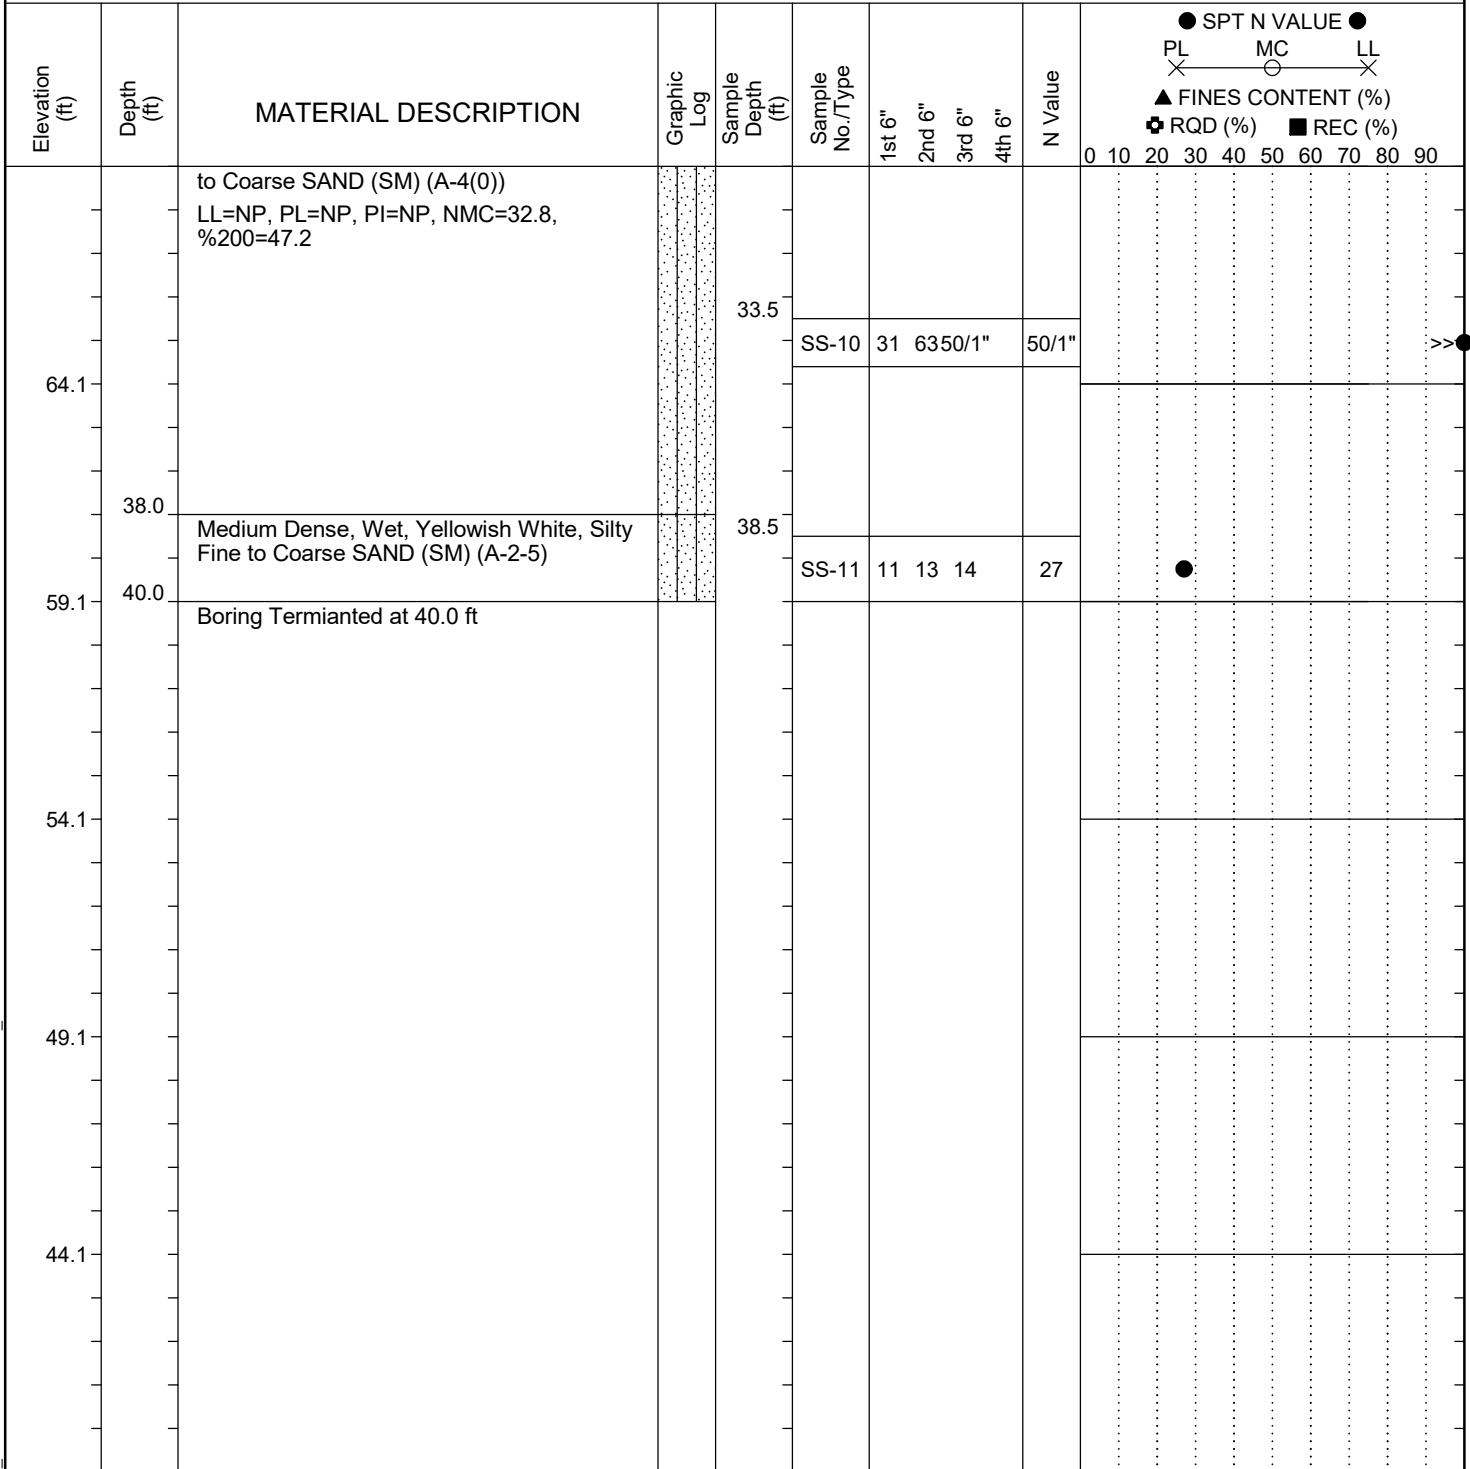 ● SPT N VALUE ●
PL MC LL
▲ FINES CONTENT (%)
RQD (%) ■ REC (%)
Elevation (ft)
Depth (ft)
MATERIAL DESCRIPTION
Graphic Log
Sample Depth (ft)
Sample No./Type
1st 6"
2nd 6"
3rd 6"
4th 6"
N Value
0 10 20 30 40 50 60 70 80 90
to Coarse SAND (SM) (A-4(0))
LL=NP, PL=NP, PI=NP, NMC=32.8,
%200=47.2
33.5
SS-10 31 63 50/1" 50/1" >>
64.1
38.0
Medium Dense, Wet, Yellowish White, Silty 38.5
Fine to Coarse SAND (SM) (A-2-5)
SS-11 11 13 14 27
40.0
59.1
Boring Termianted at 40.0 ft
54.1
49.1
44.1